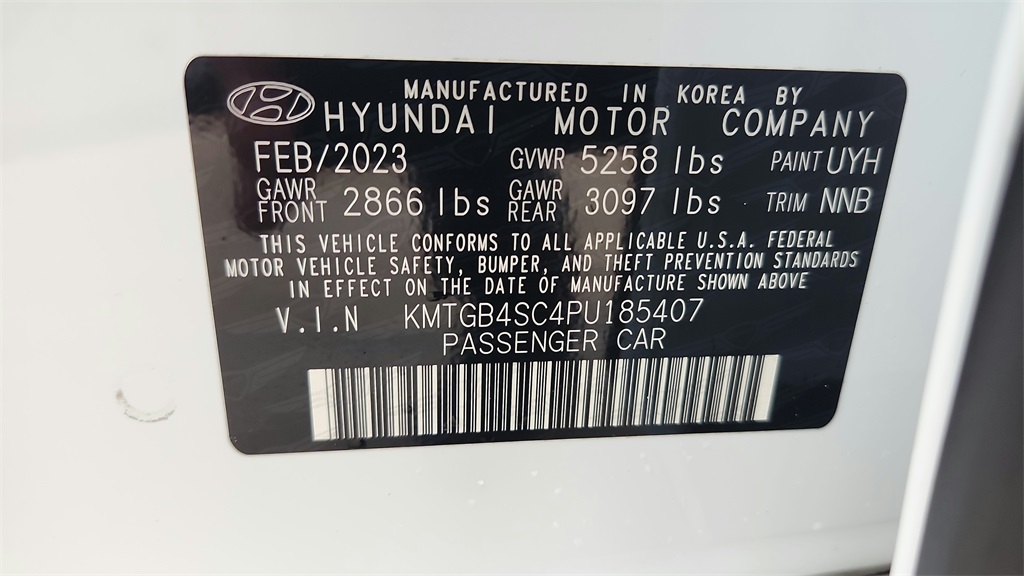 MANUFACTURED IN KOREA BY
HYUNDAI MOTOR COMPANY
FEB/2023 GVWR 5258 lbs PAINT UYH
GAWR FRONT 2866 lbs GAWR REAR 3097 lbs TRIM NNB
THIS VEHICLE CONFORMS TO ALL APPLICABLE U.S.A. FEDERAL
MOTOR VEHICLE SAFETY, BUMPER, AND THEFT PREVENTION STANDARDS
IN EFFECT ON THE DATE OF MANUFACTURE SHOWN ABOVE
V.I.N KMTGB4SC4PU185407
PASSENGER CAR